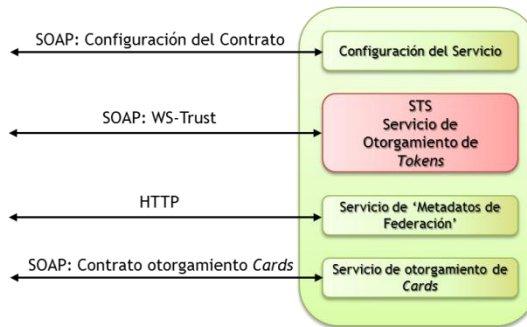 SOAP: Configuración del Contrato
Configuración del Servicio
SOAP: WS-Trust
STS
Servicio de
Otorgamiento de
Tokens
HTTP
Servicio de ‘Metadatos de
Federación’
SOAP: Contrato otorgamiento Cards
Servicio de otorgamiento de
Cards